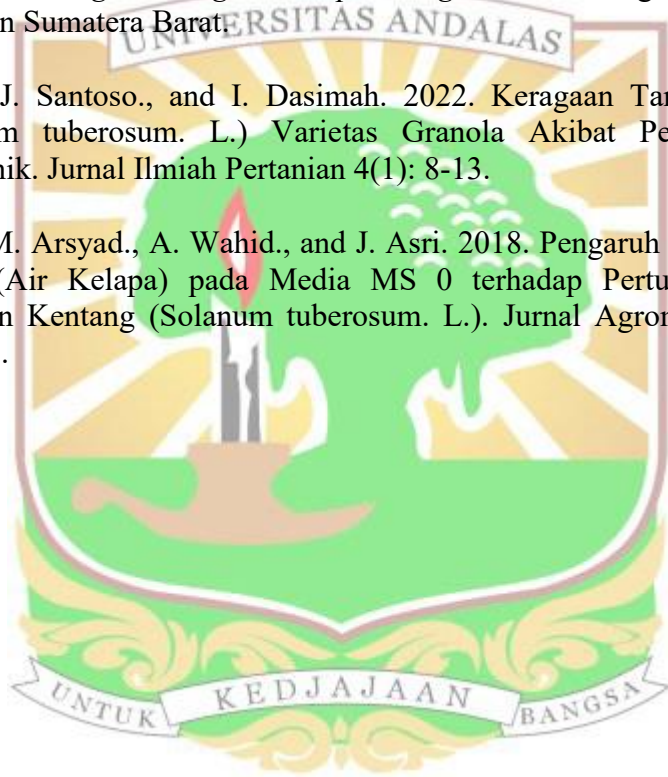 n Sumatera Barat.
UNIVERSITAS ANDALAS
J. Santoso., and I. Dasimah. 2022. Keragaan Tar
m tuberosum. L.) Varietas Granola Akibat Pe
nik. Jurnal Ilmiah Pertanian 4(1): 8-13.
M. Arsyad., A. Wahid., and J. Asri. 2018. Pengaruh
(Air Kelapa) pada Media MS 0 terhadap Pertu
n Kentang (Solanum tuberosum. L.). Jurnal Agron
.
UNTUK KEDJAJAAN BANGSA